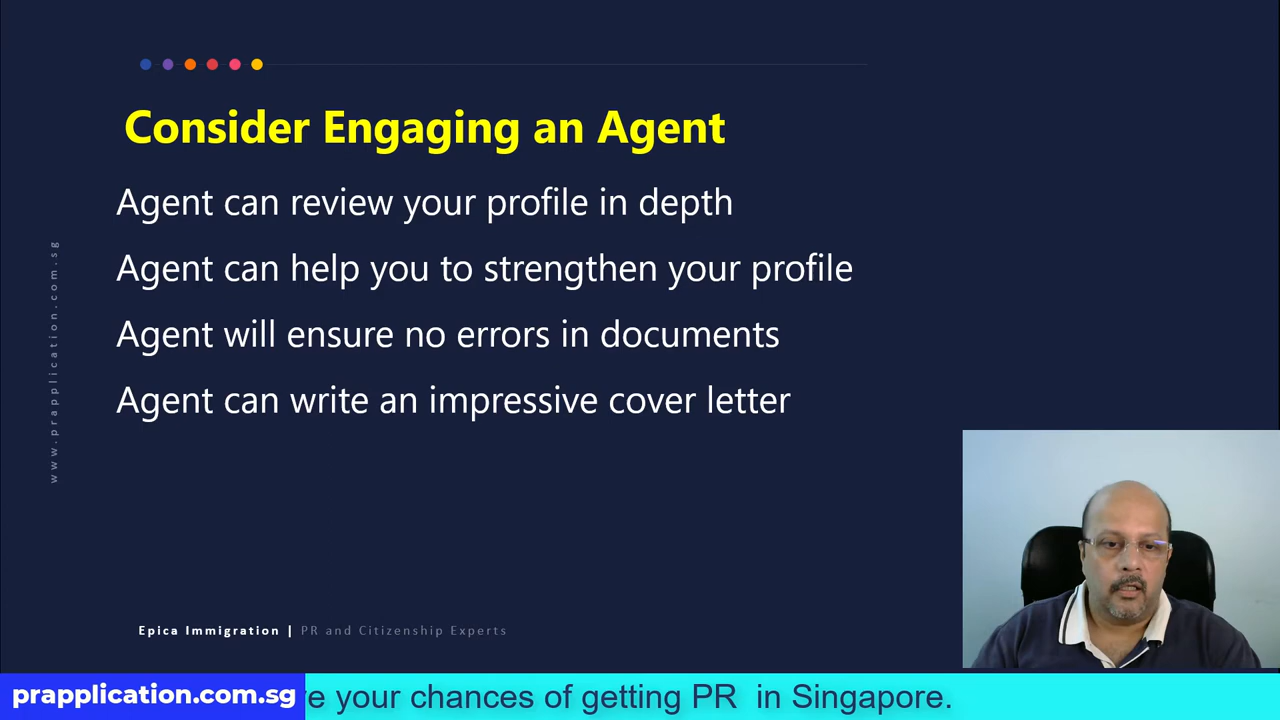 Consider Engaging an Agent
Agent can review your profile in depth
Agent can help you to strengthen your profile
Agent will ensure no errors in documents
Agent can write an impressive cover letter
www.prapplication.com.sg
Epica Immigration | PR and Citizenship Experts
prapplication.com.sg
your chances of getting PR in Singapore.